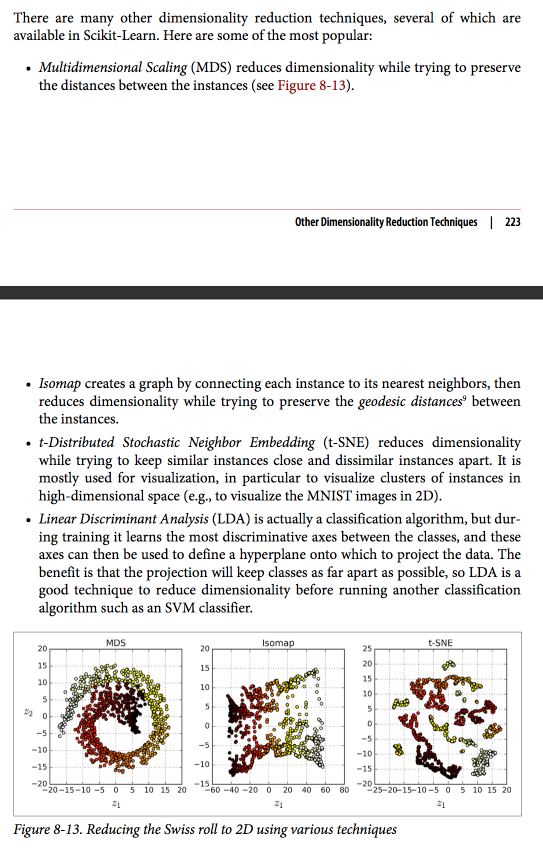 There are many other dimensionality reduction techniques, several of which are
available in Scikit-Learn. Here are some of the most popular:
• Multidimensional Scaling (MDS) reduces dimensionality while trying to preserve
the distances between the instances (see Figure 8-13).
Other Dimensionality Reduction Techniques | 223
• Isomap creates a graph by connecting each instance to its nearest neighbors, then
reduces dimensionality while trying to preserve the geodesic distances⁹ between
the instances.
• t-Distributed Stochastic Neighbor Embedding (t-SNE) reduces dimensionality
while trying to keep similar instances close and dissimilar instances apart. It is
mostly used for visualization, in particular to visualize clusters of instances in
high-dimensional space (e.g., to visualize the MNIST images in 2D).
• Linear Discriminant Analysis (LDA) is actually a classification algorithm, but dur-
ing training it learns the most discriminative axes between the classes, and these
axes can then be used to define a hyperplane onto which to project the data. The
benefit is that the projection will keep classes as far apart as possible, so LDA is a
good technique to reduce dimensionality before running another classification
algorithm such as an SVM classifier.
MDS
20
15
10
5
0
−5
−10
−15
−20
z₂
−20 −15 −10 −5 0 5 10 15 20
z₁
Isomap
20
15
10
5
0
−5
−10
−15
−60 −40 −20 0 20 40 60 80
z₁
t-SNE
25
20
15
10
5
0
−5
−10
−15
−20
−25 −20 −15 −10 −5 0 5 10 15 20
z₁
Figure 8-13. Reducing the Swiss roll to 2D using various techniques